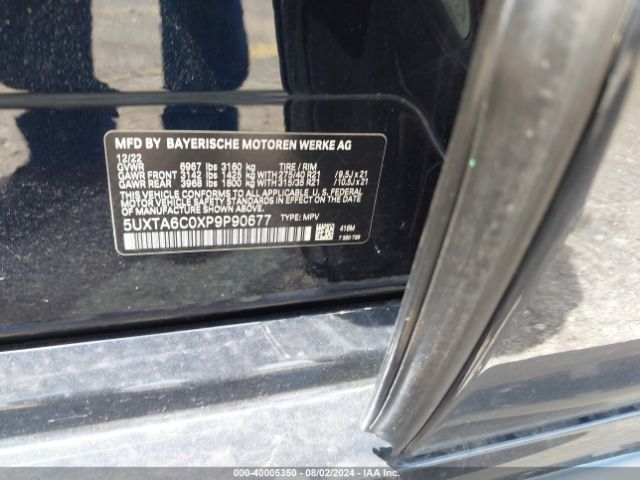 MFD BY BAYERISCHE MOTOREN WERKE AG
12/22
GVWR 6967 lbs 3160 kg TIRE / RIM
GAWR FRONT 3142 lbs 1425 kg WITH 275/40 R21 / 9,5J x 21
GAWR REAR 3968 lbs 1800 kg WITH 315/35 R21 / 10,5J x 21
THIS VEHICLE CONFORMS TO ALL APPLICABLE U. S. FEDERAL
MOTOR VEHICLE SAFETY STANDARDS IN EFFECT ON THE
DATE OF MANUFACTURE SHOWN ABOVE.
5UXTA6C0XP9P90677 TYPE: MPV
416M
000-40005350 - 08/02/2024 - IAA Inc.